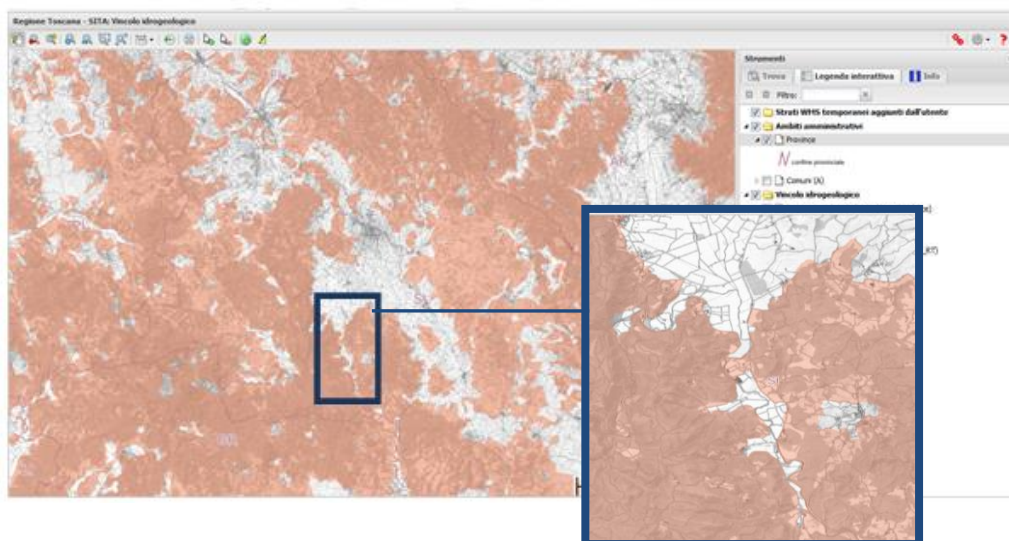 Regione Toscana - SITA: Vincolo idrogeologico
Strumenti
Trova
Legenda interattiva
Info
Filtro:
Strati WMS temporanei aggiunti dall'utente
Ambiti amministrativi
Province
confine provinciale
Comuni (A)
Vincolo idrogeologico